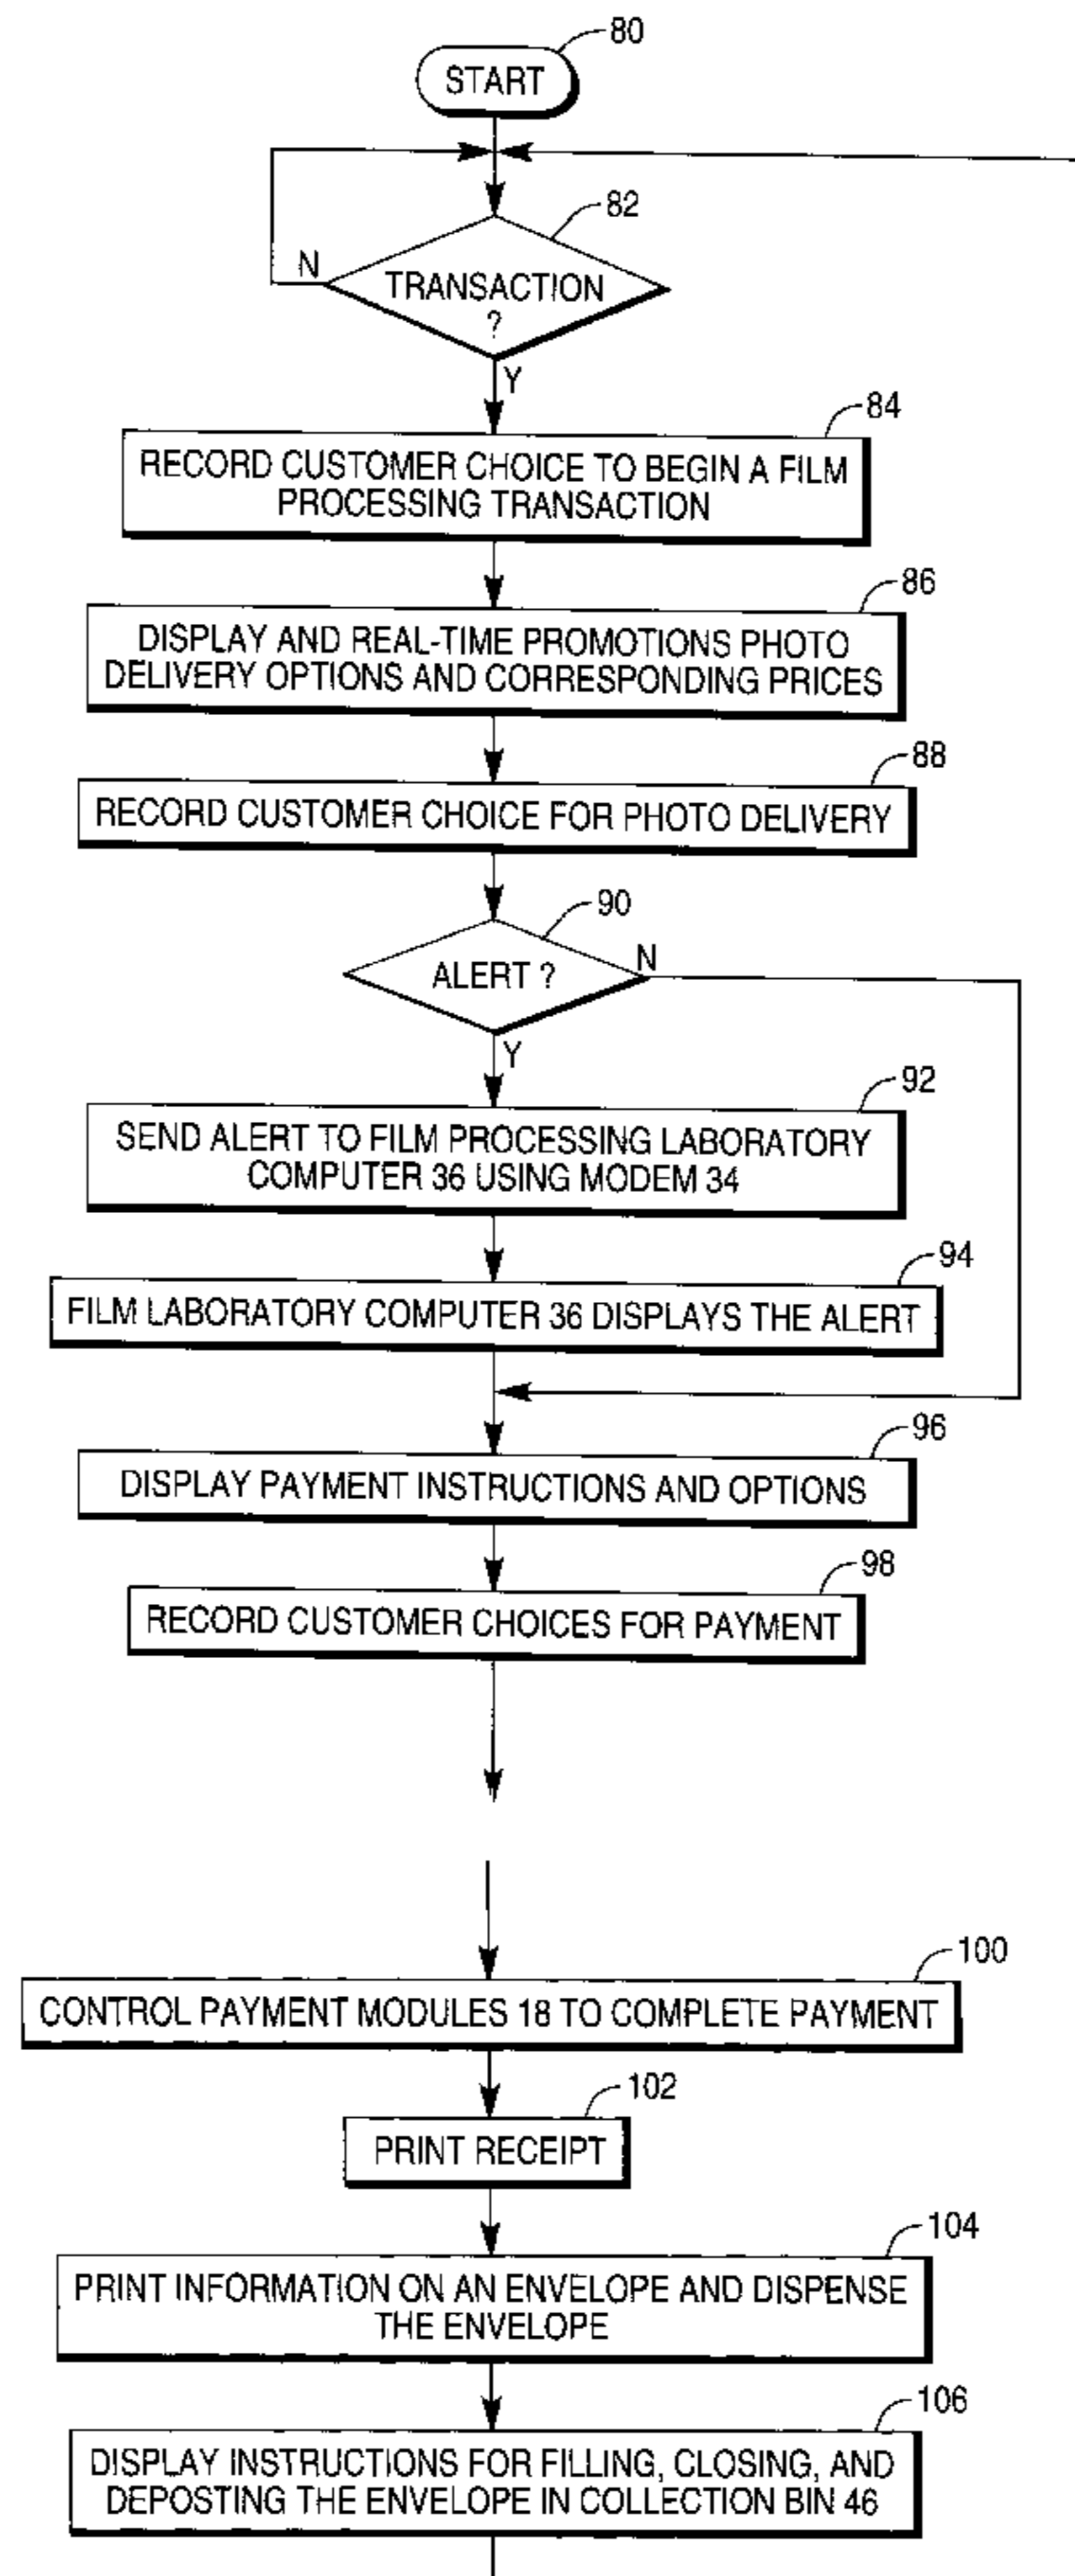 80
START
82
N
TRANSACTION
?
Y
84
RECORD CUSTOMER CHOICE TO BEGIN A FILM
PROCESSING TRANSACTION
86
DISPLAY AND REAL-TIME PROMOTIONS PHOTO
DELIVERY OPTIONS AND CORRESPONDING PRICES
88
RECORD CUSTOMER CHOICE FOR PHOTO DELIVERY
90
ALERT ?
N
Y
92
SEND ALERT TO FILM PROCESSING LABORATORY
COMPUTER 36 USING MODEM 34
94
FILM LABORATORY COMPUTER 36 DISPLAYS THE ALERT
96
DISPLAY PAYMENT INSTRUCTIONS AND OPTIONS
98
RECORD CUSTOMER CHOICES FOR PAYMENT
100
CONTROL PAYMENT MODULES 18 TO COMPLETE PAYMENT
102
PRINT RECEIPT
104
PRINT INFORMATION ON AN ENVELOPE AND DISPENSE
THE ENVELOPE
106
DISPLAY INSTRUCTIONS FOR FILLING, CLOSING, AND
DEPOSTING THE ENVELOPE IN COLLECTION BIN 46